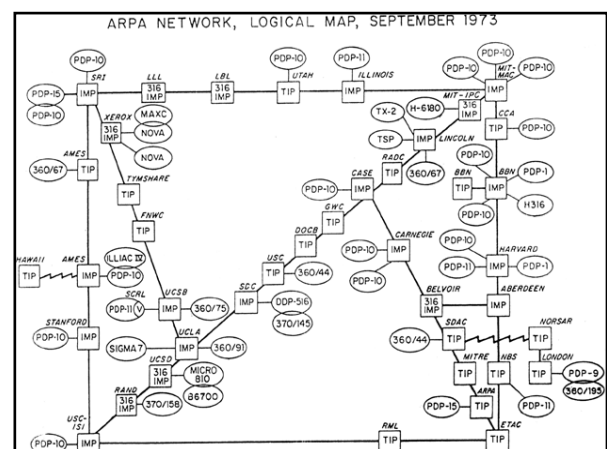 ARPA NETWORK, LOGICAL MAP, SEPTEMBER 1973
PDP-10
PDP-10
PDP-11
PDP-10
SRI
LLL
LBL
UTAH
ILLINOIS
MIT-
MAC
PDP-10
PDP-10
PDP-15
IMP
316
IMP
316
IMP
TIP
IMP
IMP
PDP-10
XEROX
MAXC
TX-2
H-6180
MIT-IPC
316
IMP
CCA
316
IMP
NOVA
TSP
IMP
LINCOLN
TIP
PDP-10
AMES
NOVA
RADC
360/67
PDP-10
PDP-1
360/67
TIP
TYMSHARE
CASE
TIP
BBN
BBN
TIP
PDP-10
IMP
TIP
IMP
H316
FNWC
GWC
PDP-10
TIP
DOCB
TIP
CARNEGIE
PDP-10
HARVARD
HAWAII
AMES
ILLIAC IV
USC
TIP
PDP-10
IMP
IMP
TIP
IMP
PDP-10
TIP
360/44
PDP-10
PDP-11
PDP-1
SCRL
UCSB
SCC
BELVOIR
ABERDEEN
PDP-11
V
IMP
360/75
IMP
DDP-516
316
IMP
IMP
STANFORD
UCLA
370/145
SDAC
NORSAR
PDP-10
IMP
SIGMA 7
IMP
360/91
360/44
TIP
TIP
UCSD
MITRE
NBS
LONDON
316
IMP
MICRO
810
TIP
IMP
TIP
PDP-9
RAND
B6700
ARPA
360/195
USC-
ISI
316
IMP
370/158
PDP-15
TIP
PDP-11
RML
ETAC
PDP-10
IMP
TIP
TIP